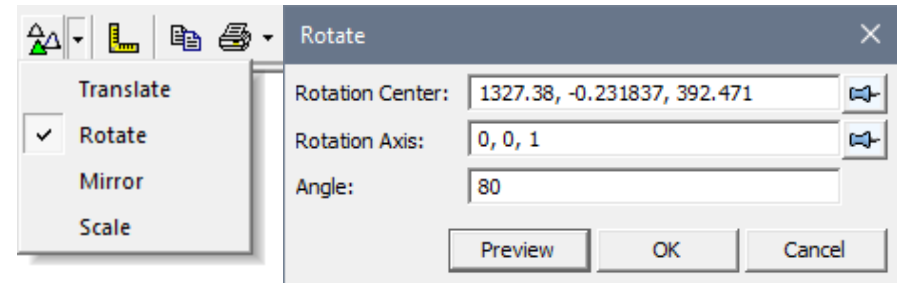 Translate
Rotate
Mirror
Scale
Rotate
Rotation Center: 1327.38, -0.231837, 392.471
Rotation Axis: 0, 0, 1
Angle: 80
Preview OK Cancel